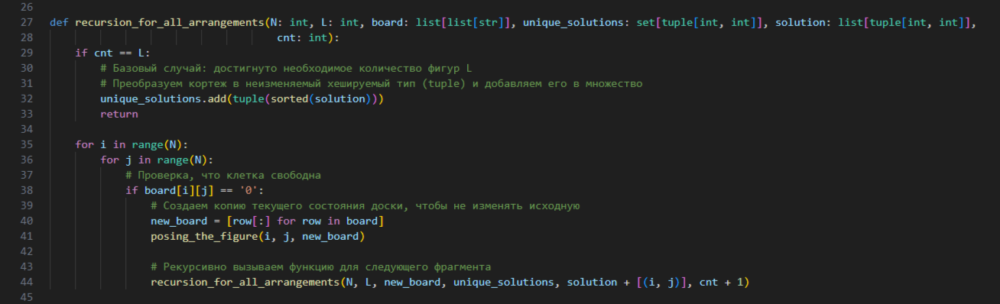 26
27 def recursion_for_all_arrangements(N: int, L: int, board: list[list[str]], unique_solutions: set[tuple[int, int]], solution: list[tuple[int, int]],
28                                    cnt: int):
29     if cnt == L:
30         # Базовый случай: достигнуто необходимое количество фигур L
31         # Преобразуем кортеж в неизменяемый хешируемый тип (tuple) и добавляем его в множество
32         unique_solutions.add(tuple(sorted(solution)))
33         return
34
35     for i in range(N):
36         for j in range(N):
37             # Проверка, что клетка свободна
38             if board[i][j] == '0':
39                 # Создаем копию текущего состояния доски, чтобы не изменять исходную
40                 new_board = [row[:] for row in board]
41                 posing_the_figure(i, j, new_board)
42
43                 # Рекурсивно вызываем функцию для следующего фрагмента
44                 recursion_for_all_arrangements(N, L, new_board, unique_solutions, solution + [(i, j)], cnt + 1)
45